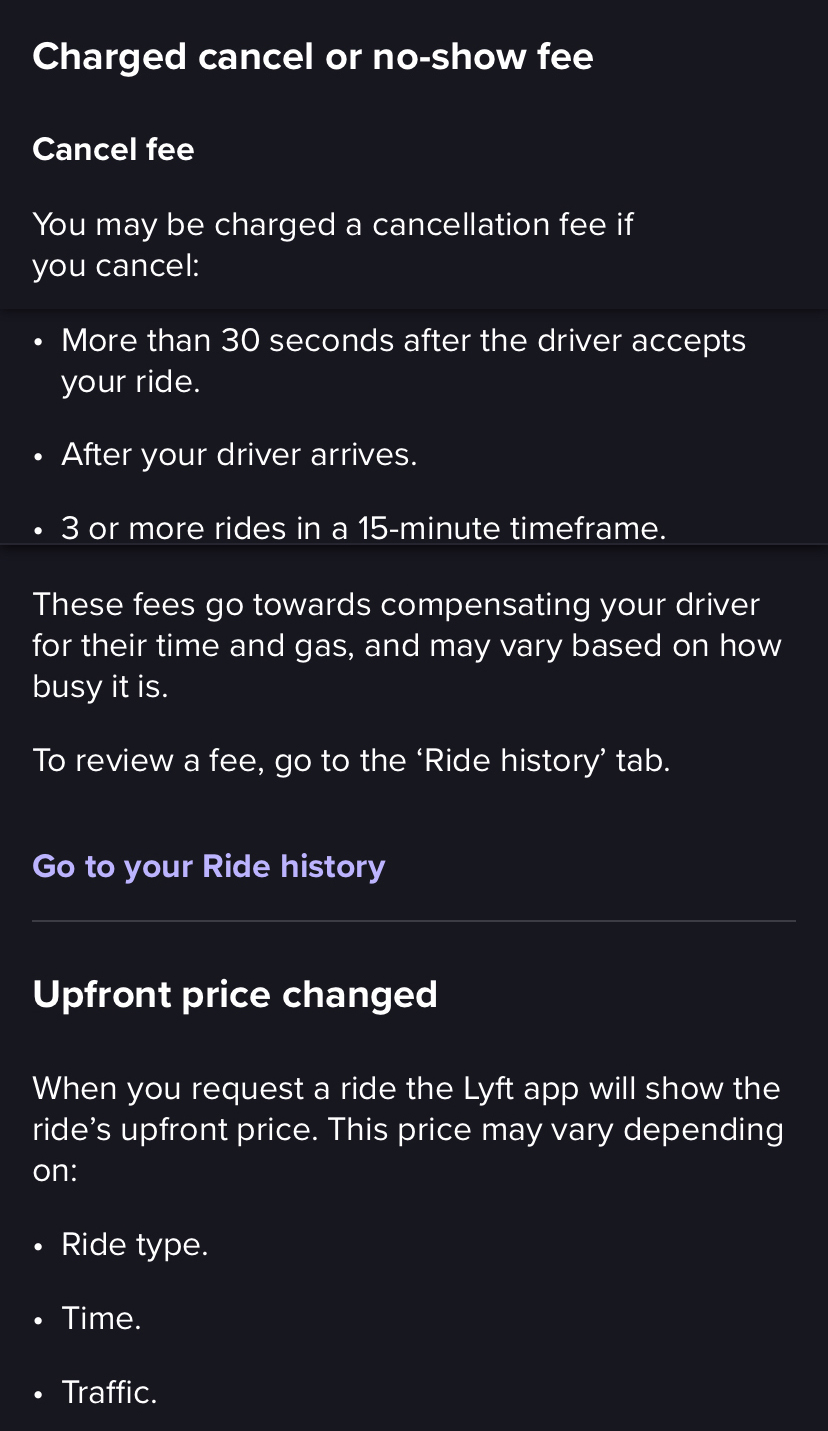 Charged cancel or no-show fee
Cancel fee
You may be charged a cancellation fee if
you cancel:
• More than 30 seconds after the driver accepts
your ride.
• After your driver arrives.
• 3 or more rides in a 15-minute timeframe.
These fees go towards compensating your driver
for their time and gas, and may vary based on how
busy it is.
To review a fee, go to the ‘Ride history’ tab.
Go to your Ride history
Upfront price changed
When you request a ride the Lyft app will show the
ride’s upfront price. This price may vary depending
on:
• Ride type.
• Time.
• Traffic.